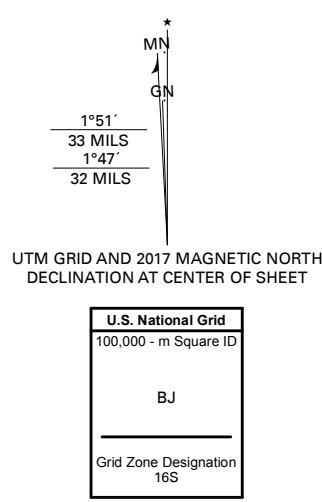 MN
GN
1°51´
33 MILS
1°47´
32 MILS
UTM GRID AND 2017 MAGNETIC NORTH
DECLINATION AT CENTER OF SHEET
U.S. National Grid
100,000 - m Square ID
BJ
Grid Zone Designation
16S